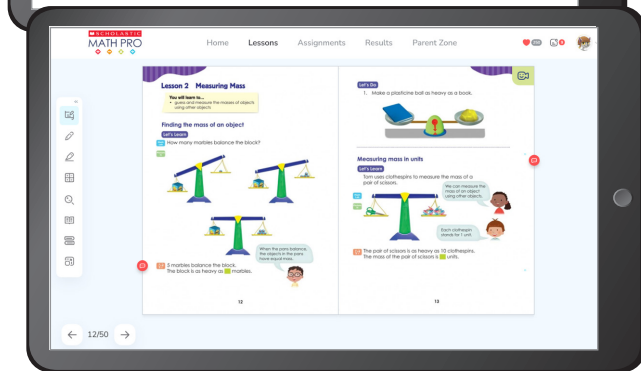 SCHOLASTIC
MATH PRO
Home Lessons Assignments Results Parent Zone
Lesson 2 Measuring Mass
You will learn to...
• guess and measure the masses of objects
using other objects
Finding the mass of an object
Let's Learn
How many marbles balance the block?
When the pans balance,
the objects in the pans
have equal mass.
5 marbles balance the block.
The block is as heavy as marbles.
12
Let's Do
1. Make a plasticine ball as heavy as a book.
Measuring mass in units
Let's Learn
Tom uses clothespins to measure the mass of a
pair of scissors.
We can measure the
mass of an object
using other objects.
Each clothespin
stands for 1 unit.
The pair of scissors is as heavy as 10 clothespins.
The mass of the pair of scissors is units.
13
12/50